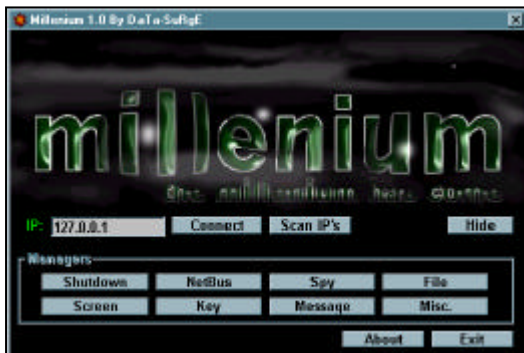 Millenium 1.0 By DaTa-SuRgE
millenium
IP: 127.0.0.1 Connect Scan IP's Hide
Managers
Shutdown NetBus Spy File
Screen Key Message Misc.
About Exit